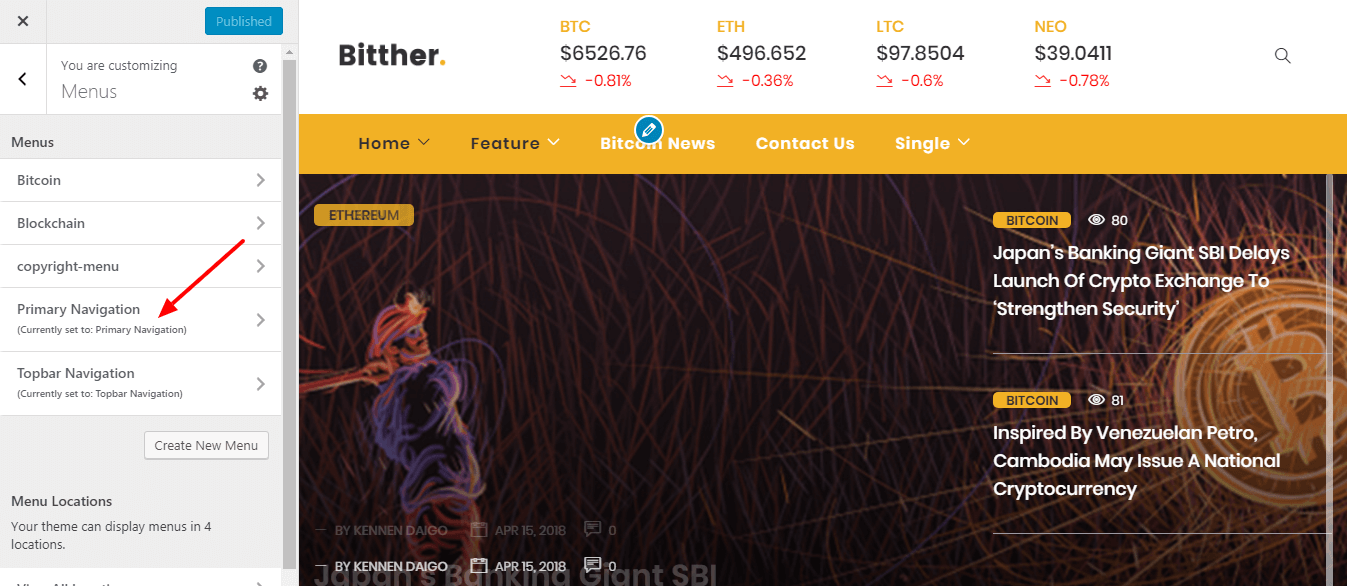 Published
You are customizing
Menus
Menus
Bitcoin
Blockchain
copyright-menu
Primary Navigation
(Currently set to: Primary Navigation)
Topbar Navigation
(Currently set to: Topbar Navigation)
Create New Menu
Menu Locations
Your theme can display menus in 4
locations.
Bitther.
BTC
$6526.76
-0.81%
ETH
$496.652
-0.36%
LTC
$97.8504
-0.6%
NEO
$39.0411
-0.78%
Home
Feature
Bitcoin News
Contact Us
Single
ETHEREUM
BITCOIN 80
Japan's Banking Giant SBI Delays
Launch Of Crypto Exchange To
‘Strengthen Security’
BITCOIN 81
Inspired By Venezuelan Petro,
Cambodia May Issue A National
Cryptocurrency
— BY KENNEN DAIGO APR 15, 2018 0
— BY KENNEN DAIGO APR 15, 2018 0
Japan's Banking Giant SBI